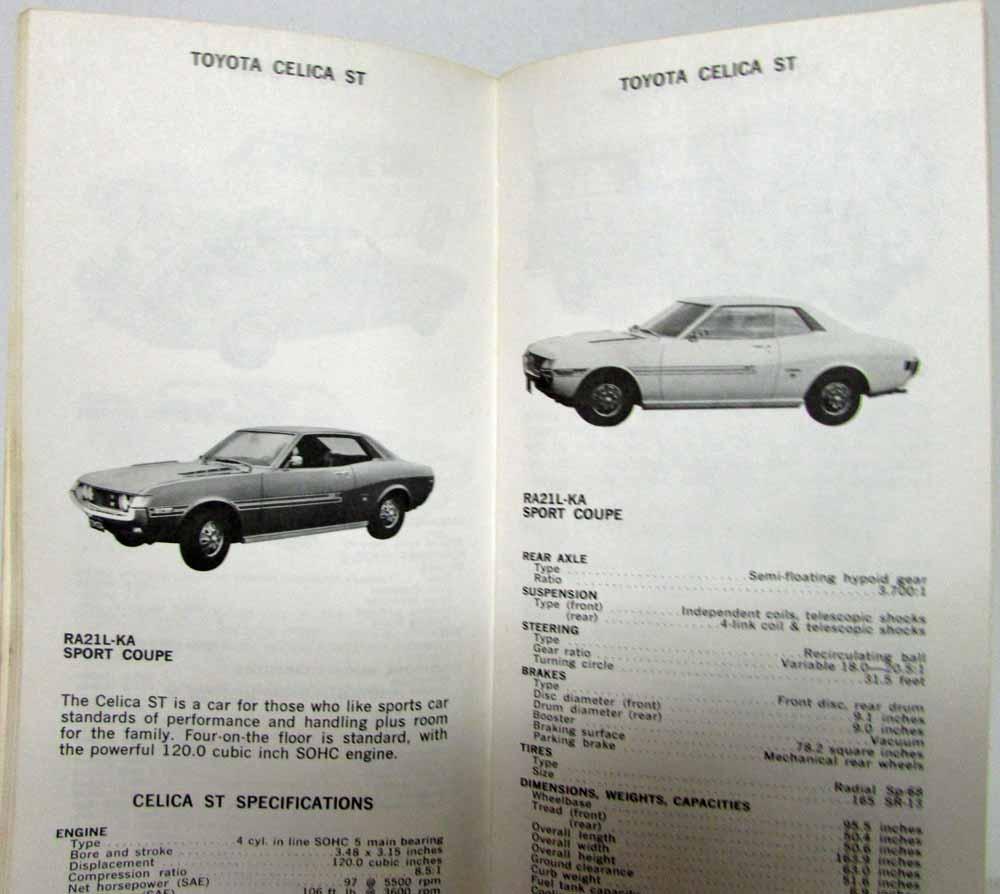 TOYOTA CELICA ST
RA21L-KA
SPORT COUPE
The Celica ST is a car for those who like sports car
standards of performance and handling plus room
for the family. Four-on-the floor is standard, with
the powerful 120.0 cubic inch SOHC engine.
CELICA ST SPECIFICATIONS
ENGINE
Type 4 cyl. in line SOHC 5 main bearing
Bore and stroke 3.48 x 3.15 inches
Displacement 120.0 cubic inches
Compression ratio 8.5:1
Net horsepower (SAE) 97 @ 5500 rpm
(SAE) 106 ft. lb @ 3600 rpm
TOYOTA CELICA ST
RA21L-KA
SPORT COUPE
REAR AXLE
Type Semi-floating hypoid gear
Ratio 3.700:1
SUSPENSION
Type (front) Independent coils, telescopic shocks
(rear) 4-link coil & telescopic shocks
STEERING
Type Recirculating ball
Gear ratio Variable 18.0—20.5:1
Turning circle 31.5 feet
BRAKES
Type Front disc, rear drum
Disc diameter (front) 9.1 inches
Drum diameter (rear) 9.0 inches
Booster Vacuum
Braking surface 78.2 square inches
Parking brake Mechanical rear wheels
TIRES
Type Radial Sp-68
Size 165 SR-13
DIMENSIONS, WEIGHTS, CAPACITIES
Wheelbase 95.5 inches
Tread (front) 50.4 inches
(rear) 50.6 inches
Overall length 163.9 inches
Overall width 63.0 inches
Overall height 51.6 inches
Ground clearance
Curb weight
Fuel tank capacity